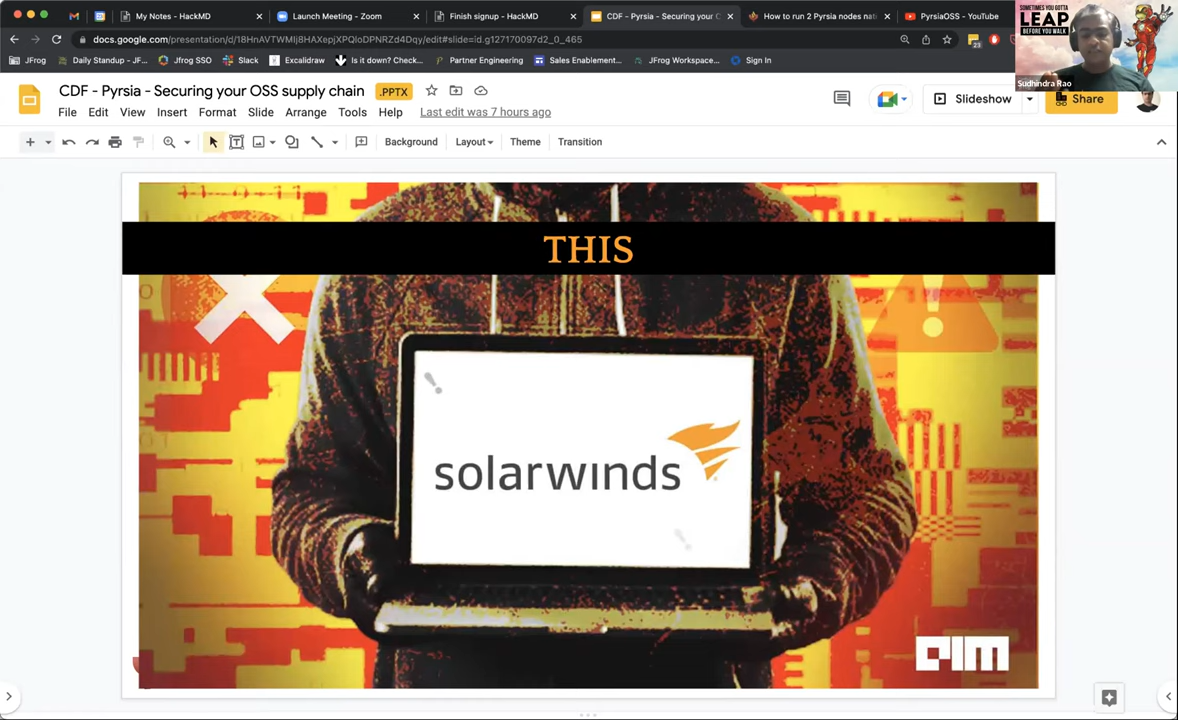 My Notes - HackMD
Launch Meeting - Zoom
Finish signup - HackMD
CDF - Pyrsia - Securing your C
How to run 2 Pyrsia nodes nat
PyrsiaOSS - YouTube
docs.google.com/presentation/d/18HnAVTWMIj8HAXepjXPQloDPNRZd4Dqy/edit#slide=id.g127170097d2_0_465
23
JFrog
Daily Standup - JF...
Jfrog SSO
Slack
Excalidraw
Is it down? Check...
Partner Engineering
Sales Enablement...
JFrog Workspace...
Sign In
SOMETIMES YOU GOTTA
LEAP
BEFORE YOU WALK
Sudhindra Rao
CDF - Pyrsia - Securing your OSS supply chain
.PPTX
File
Edit
View
Insert
Format
Slide
Arrange
Tools
Help
Last edit was 7 hours ago
Slideshow
Share
Background
Layout
Theme
Transition
THIS
solarwinds
aim